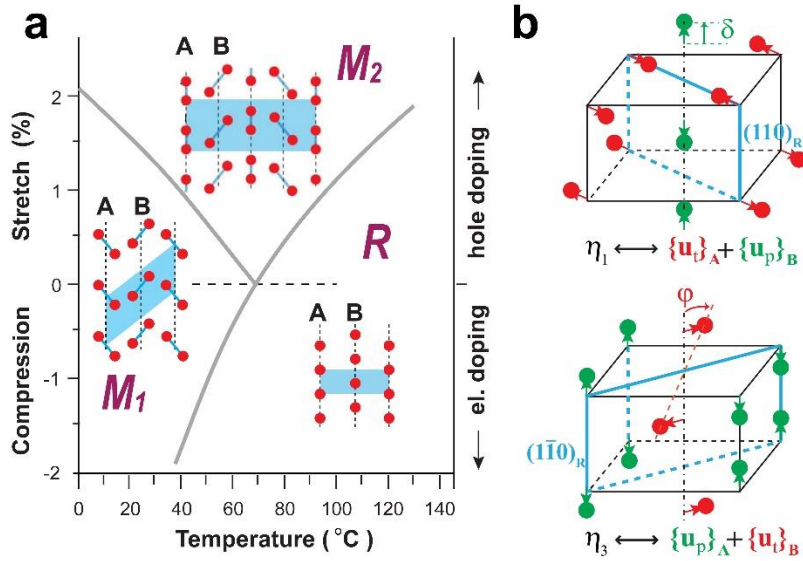 a
A B
M₂
2
1
0
-1
-2
Stretch (%)
Compression
A B
M₁
R
A B
0 20 40 60 80 100 120 140
Temperature (°C)
hole doping
el. doping
b
δ
(110)R
η₁ ⟷ {uₜ}A + {uₚ}B
φ
(11̅0)R
η₃ ⟷ {uₚ}A + {uₜ}B